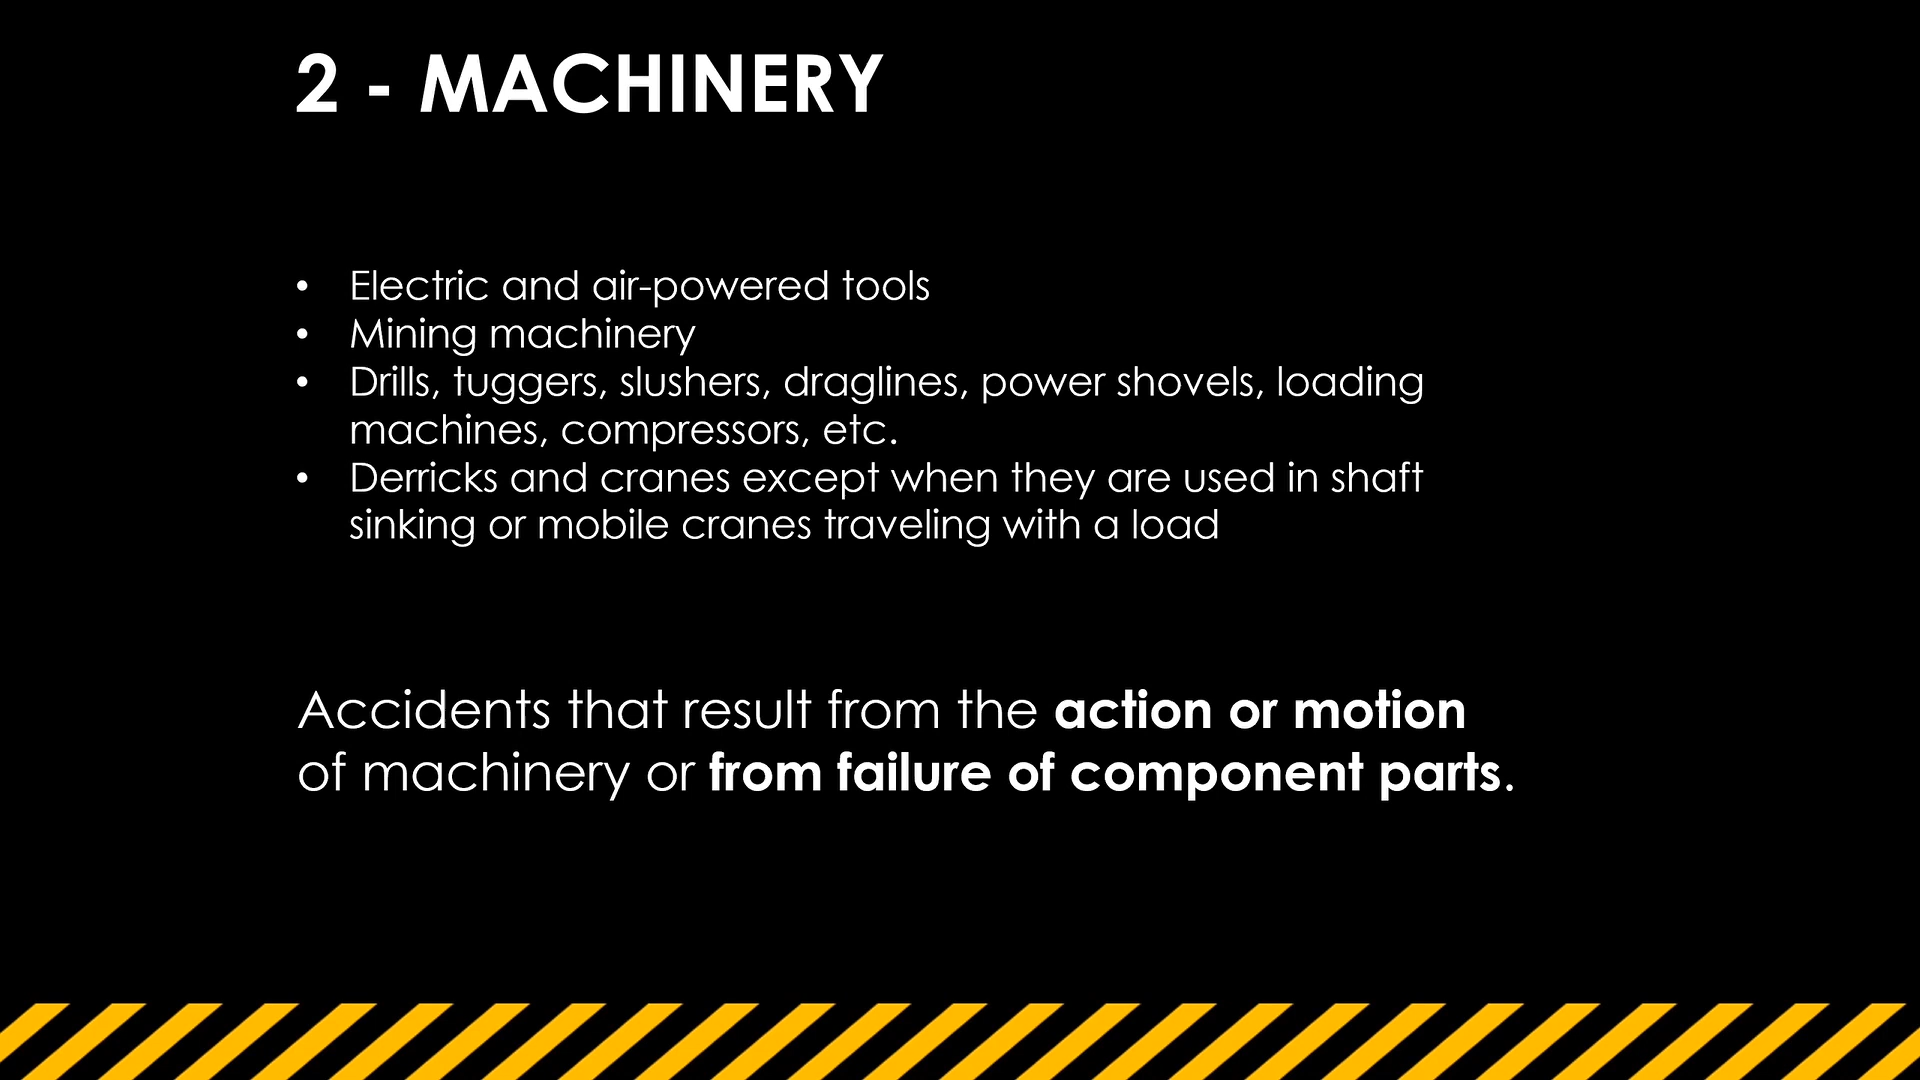 2 - MACHINERY
• Electric and air-powered tools
• Mining machinery
• Drills, tuggers, slushers, draglines, power shovels, loading
machines, compressors, etc.
• Derricks and cranes except when they are used in shaft
sinking or mobile cranes traveling with a load
Accidents that result from the action or motion
of machinery or from failure of component parts.